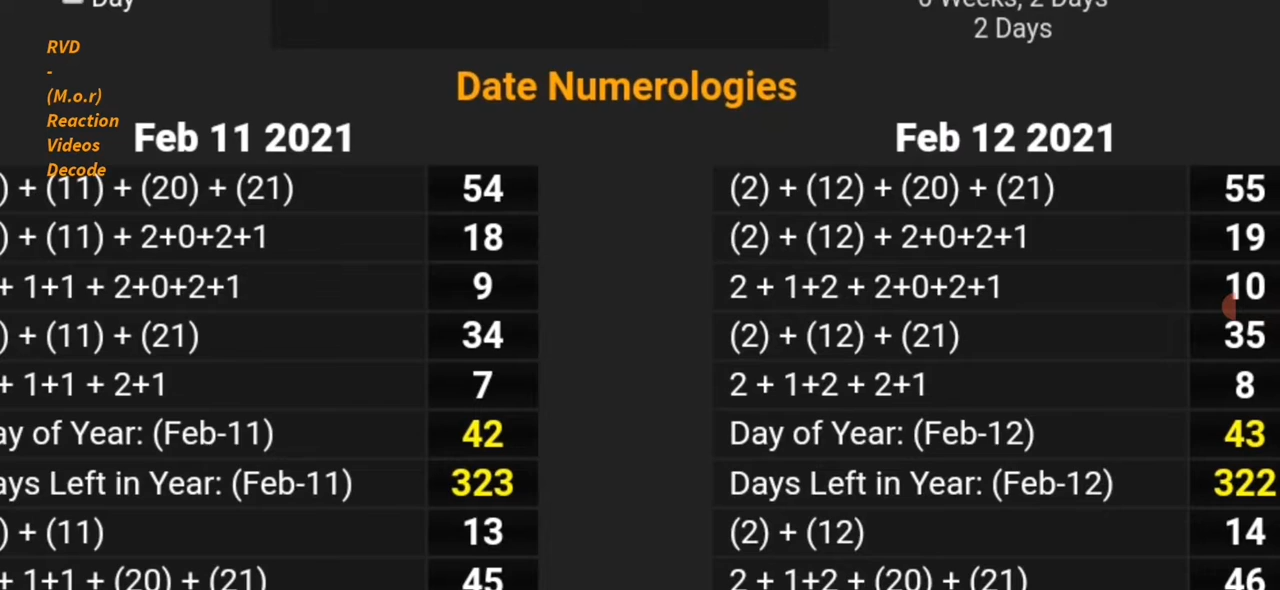 Day
6 Weeks, 2 Days
2 Days
RVD
-
(M.o.r)
Reaction
Videos
Decode
Date Numerologies
Feb 11 2021
) + (11) + (20) + (21) 54
) + (11) + 2+0+2+1 18
+ 1+1 + 2+0+2+1 9
) + (11) + (21) 34
+ 1+1 + 2+1 7
ay of Year: (Feb-11) 42
ays Left in Year: (Feb-11) 323
) + (11) 13
+ 1+1 + (20) + (21) 45
Feb 12 2021
(2) + (12) + (20) + (21) 55
(2) + (12) + 2+0+2+1 19
2 + 1+2 + 2+0+2+1 10
(2) + (12) + (21) 35
2 + 1+2 + 2+1 8
Day of Year: (Feb-12) 43
Days Left in Year: (Feb-12) 322
(2) + (12) 14
2 + 1+2 + (20) + (21) 46